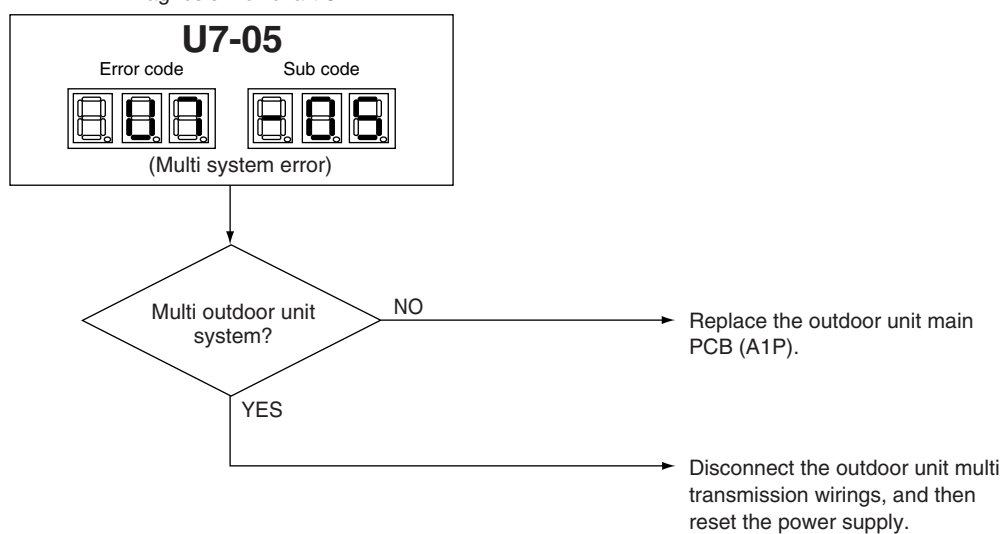 U7-05
Error code Sub code
U7 -05
(Multi system error)
Multi outdoor unit
system?
NO
Replace the outdoor unit main
PCB (A1P).
YES
Disconnect the outdoor unit multi
transmission wirings, and then
reset the power supply.